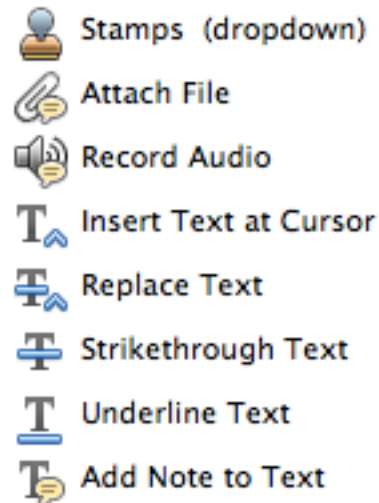 Stamps (dropdown)
Attach File
Record Audio
Insert Text at Cursor
Replace Text
Strikethrough Text
Underline Text
Add Note to Text